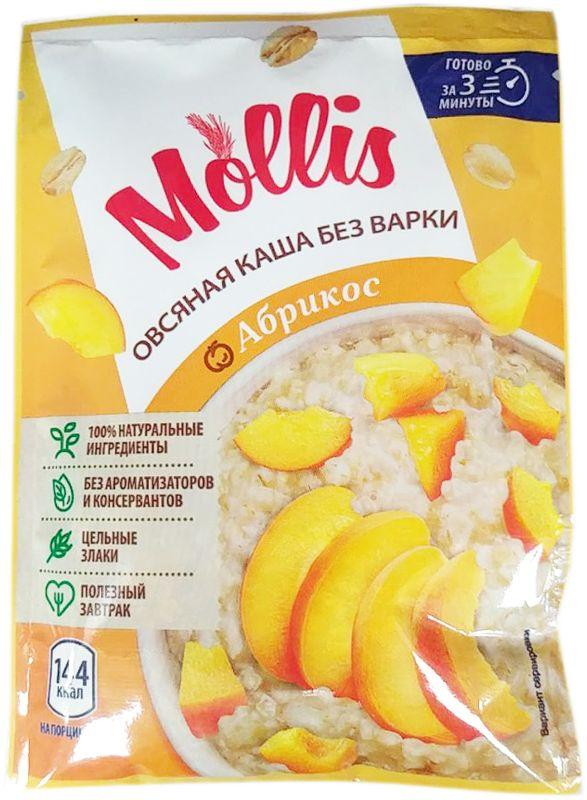 ГОТОВО
ЗА 3
МИНУТЫ
Mollis
ОВСЯНАЯ КАША БЕЗ ВАРКИ
Абрикос
100% НАТУРАЛЬНЫЕ
ИНГРЕДИЕНТЫ
БЕЗ АРОМАТИЗАТОРОВ
И КОНСЕРВАНТОВ
ЦЕЛЬНЫЕ
ЗЛАКИ
ПОЛЕЗНЫЙ
ЗАВТРАК
144
ккал
НА ПОРЦИЮ
Вариант сервировки